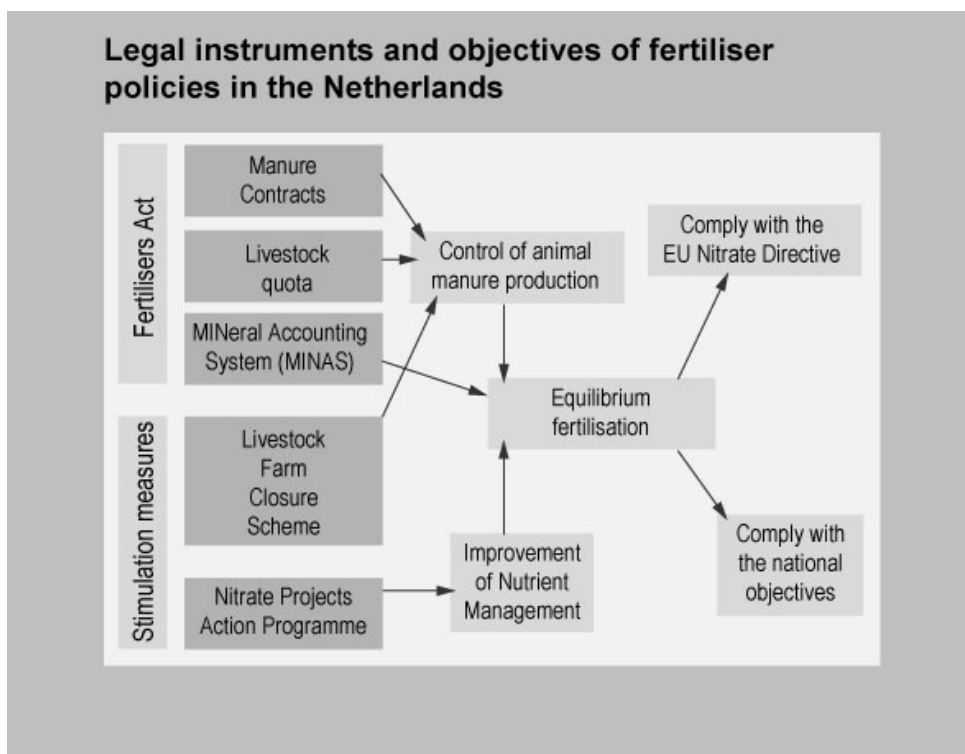 Legal instruments and objectives of fertiliser
policies in the Netherlands
Fertilisers Act
Manure
Contracts
Livestock
quota
MINeral Accounting
System (MINAS)
Stimulation measures
Livestock
Farm
Closure
Scheme
Nitrate Projects
Action Programme
Control of animal
manure production
Improvement
of Nutrient
Management
Equilibrium
fertilisation
Comply with the
EU Nitrate Directive
Comply with
the national
objectives